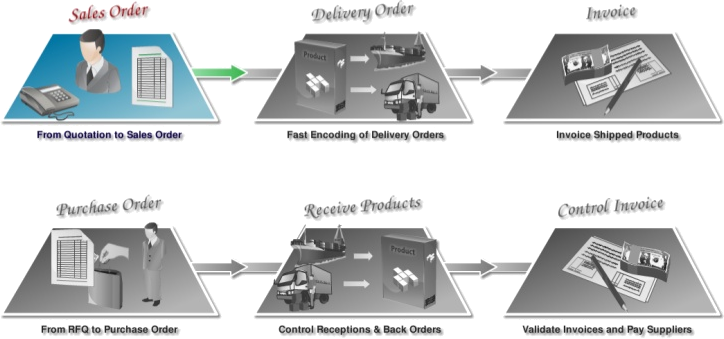 Sales Order
Delivery Order
Invoice
Product
From Quotation to Sales Order
Fast Encoding of Delivery Orders
Invoice Shipped Products
Purchase Order
Receive Products
Control Invoice
Product
From RFQ to Purchase Order
Control Receptions & Back Orders
Validate Invoices and Pay Suppliers